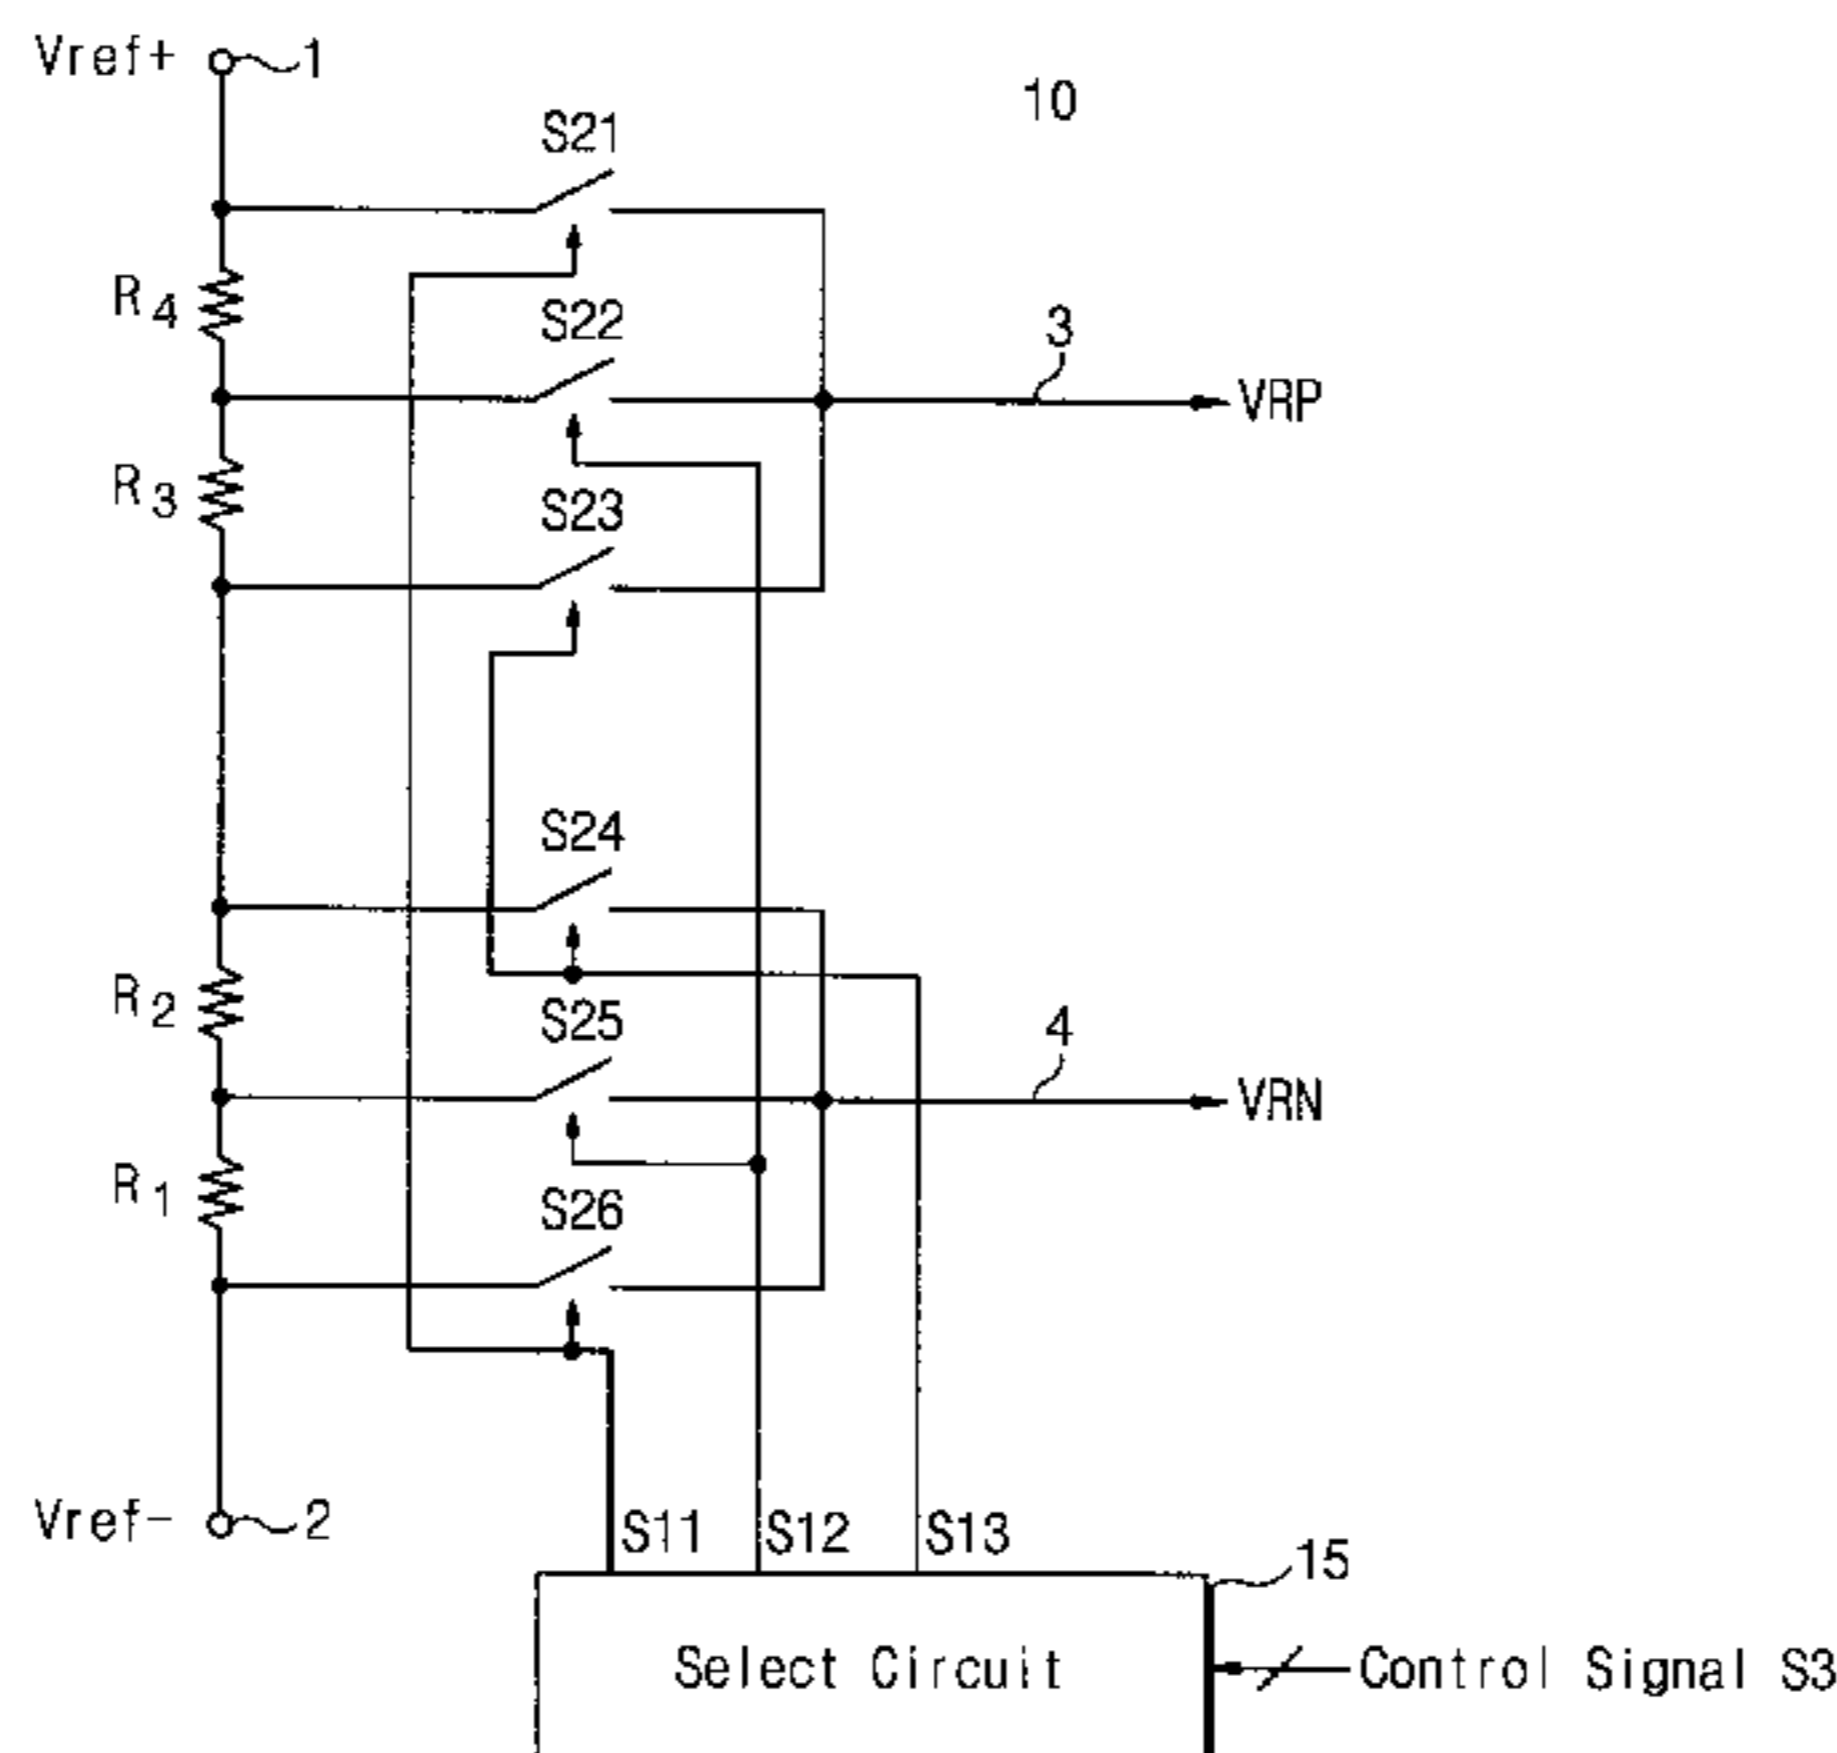 Vref+
1
10
S21
R4
S22
3
VRP
R3
S23
S24
R2
S25
4
VRN
R1
S26
Vref-
2
S11
S12
S13
15
Select Circuit
Control Signal S3